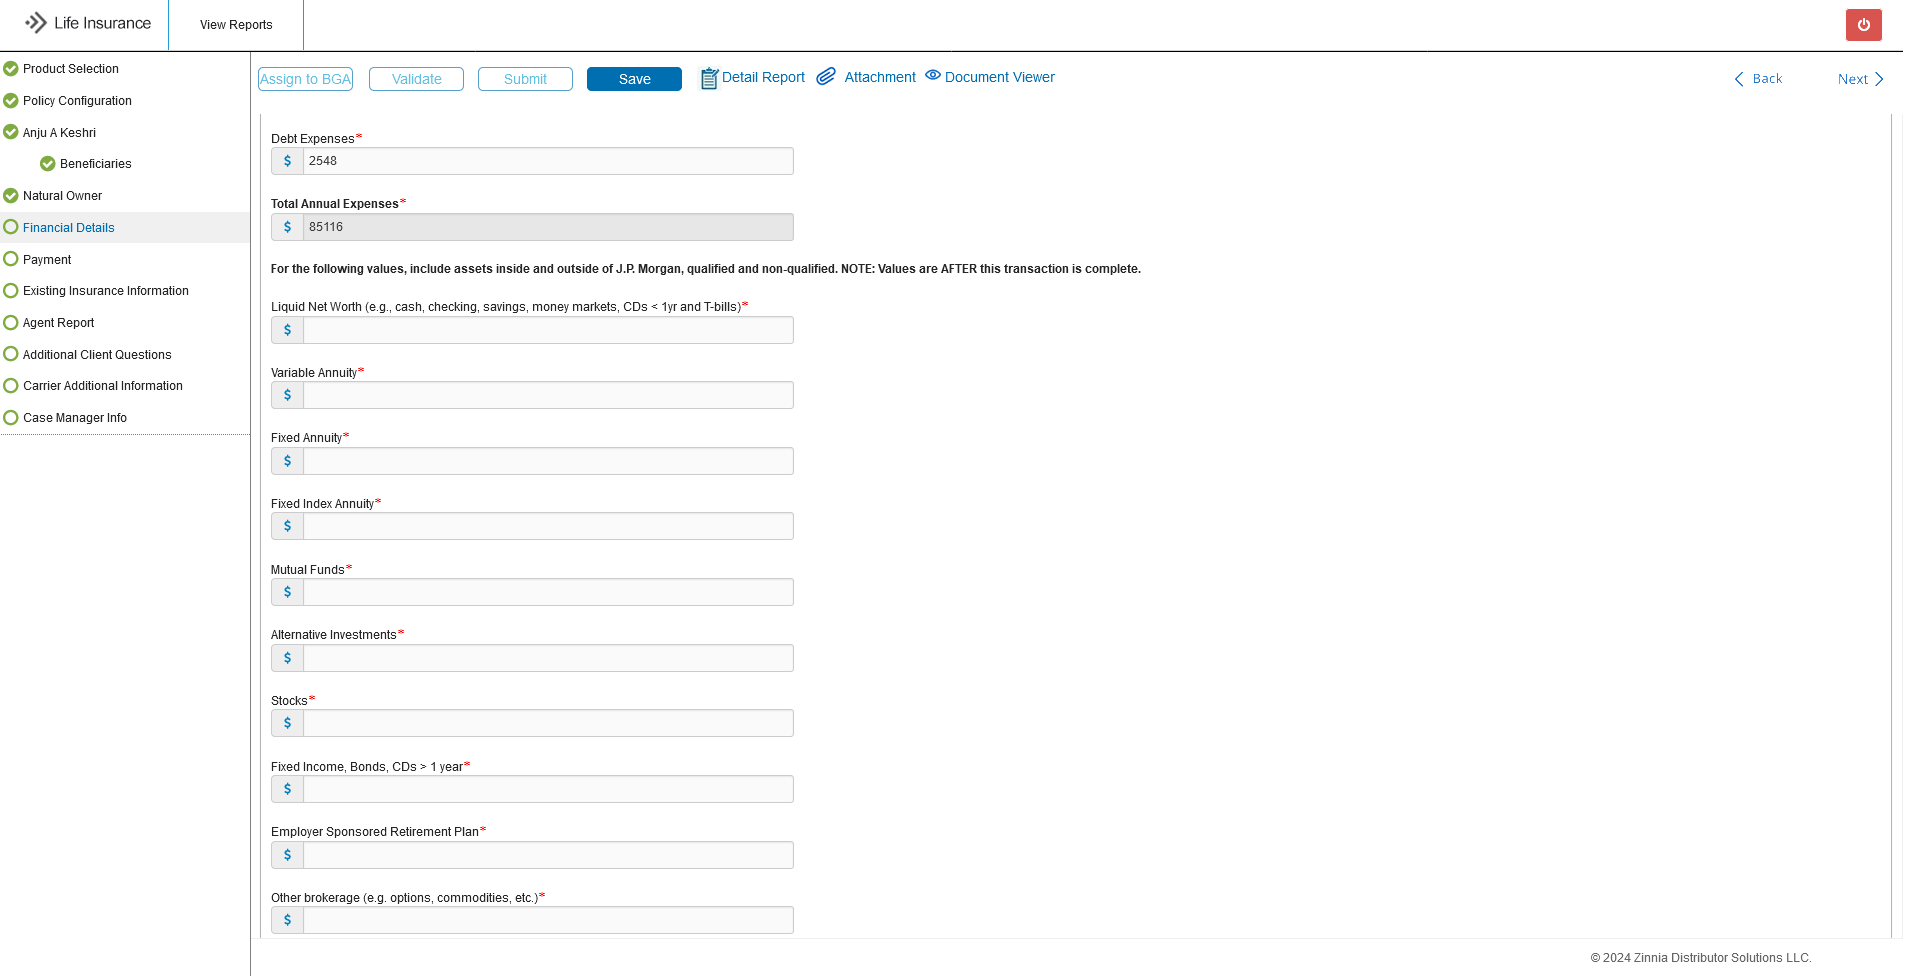 Life Insurance
View Reports
Product Selection
Policy Configuration
Anju A Keshri
Beneficiaries
Natural Owner
Financial Details
Payment
Existing Insurance Information
Agent Report
Additional Client Questions
Carrier Additional Information
Case Manager Info
Assign to BGA
Validate
Submit
Save
Detail Report
Attachment
Document Viewer
Back
Next
Debt Expenses*
$ 2548
Total Annual Expenses*
$ 85116
For the following values, include assets inside and outside of J.P. Morgan, qualified and non-qualified. NOTE: Values are AFTER this transaction is complete.
Liquid Net Worth (e.g., cash, checking, savings, money markets, CDs < 1yr and T-bills)*
$
Variable Annuity*
$
Fixed Annuity*
$
Fixed Index Annuity*
$
Mutual Funds*
$
Alternative Investments*
$
Stocks*
$
Fixed Income, Bonds, CDs > 1 year*
$
Employer Sponsored Retirement Plan*
$
Other brokerage (e.g. options, commodities, etc.)*
$
© 2024 Zinnia Distributor Solutions LLC.